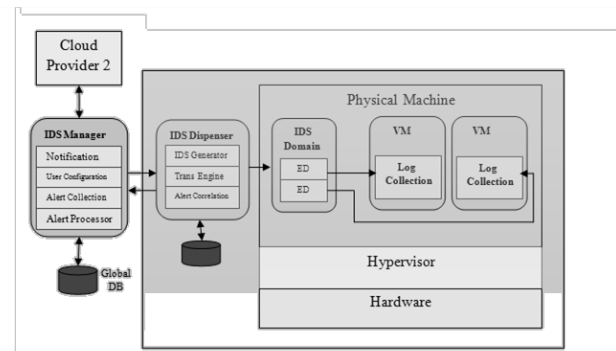 Cloud
Provider 2
Physical Machine
IDS Manager
Notification
User Configuration
Alert Collection
Alert Processor
Global
DB
IDS Dispenser
IDS Generator
Trans Engine
Alert Correlation
IDS
Domain
ED
ED
VM
Log
Collection
VM
Log
Collection
Hypervisor
Hardware